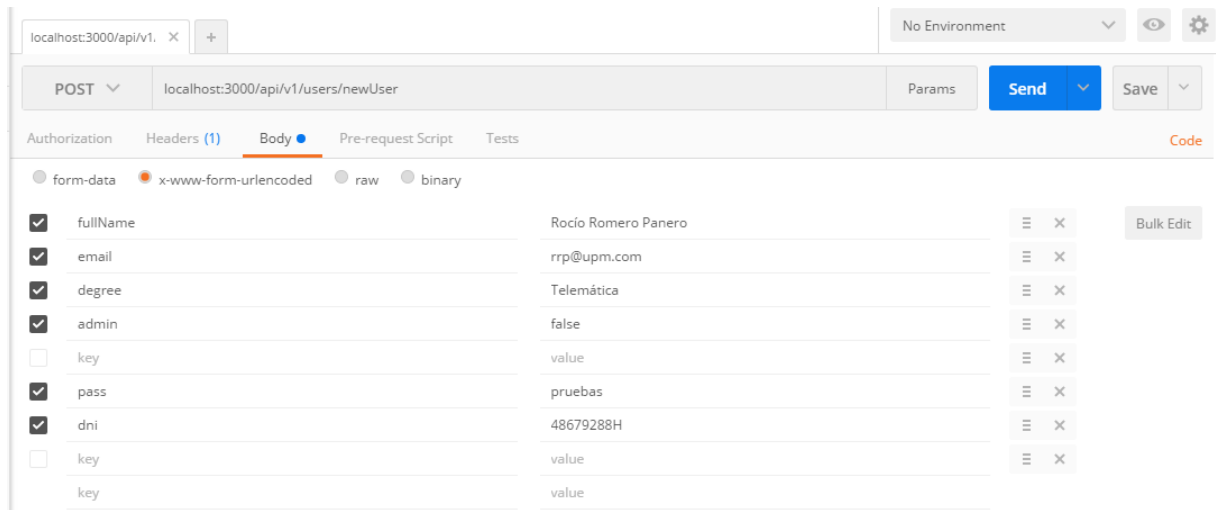 localhost:3000/api/v1. × + No Environment
POST localhost:3000/api/v1/users/newUser Params Send Save
Authorization Headers (1) Body Pre-request Script Tests Code
form-data x-www-form-urlencoded raw binary
fullName Rocío Romero Panero Bulk Edit
email rrp@upm.com
degree Telemática
admin false
key value
pass pruebas
dni 48679288H
key value
key value